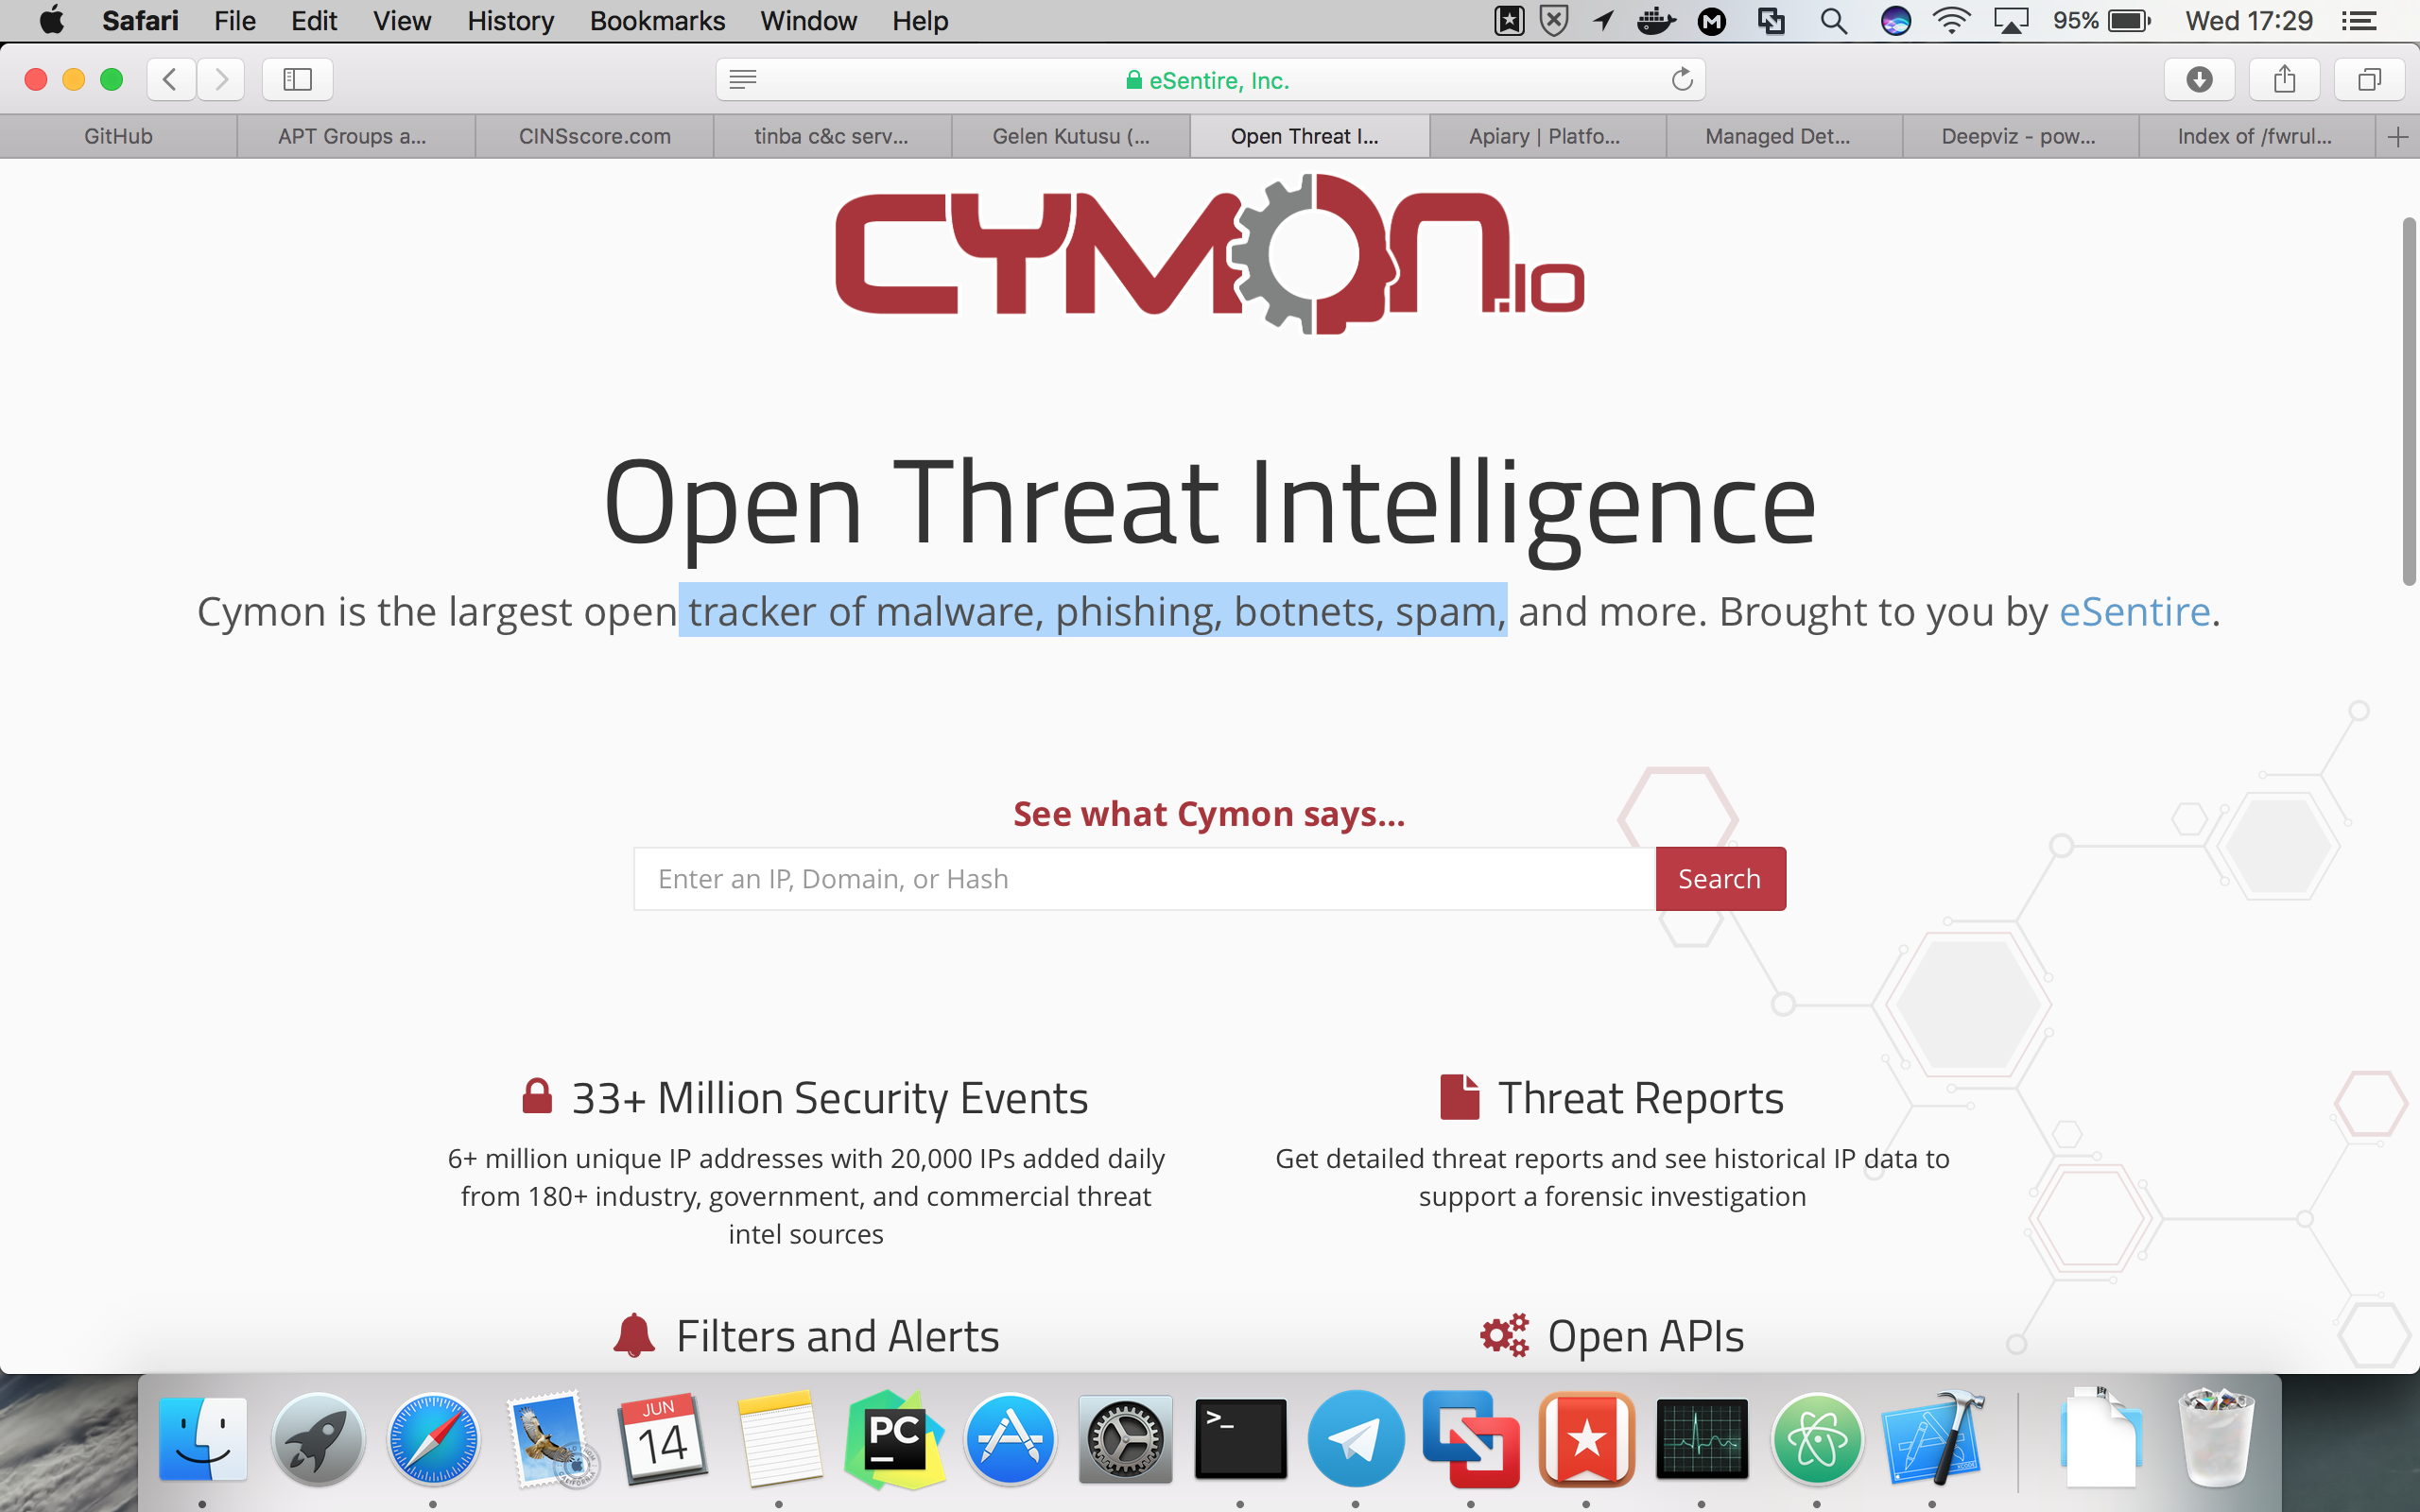 Safari File Edit View History Bookmarks Window Help 95% Wed 17:29
eSentire, Inc.
GitHub APT Groups a... CINSscore.com tinba c&c serv... Gelen Kutusu (... Open Threat I... Apiary | Platfo... Managed Det... Deepviz - pow... Index of /fwrul...
CYMON.IO
Open Threat Intelligence
Cymon is the largest open tracker of malware, phishing, botnets, spam, and more. Brought to you by eSentire.
See what Cymon says...
Enter an IP, Domain, or Hash Search
33+ Million Security Events
6+ million unique IP addresses with 20,000 IPs added daily
from 180+ industry, government, and commercial threat
intel sources
Threat Reports
Get detailed threat reports and see historical IP data to
support a forensic investigation
Filters and Alerts
Open APIs
JUN
14
PC
>_